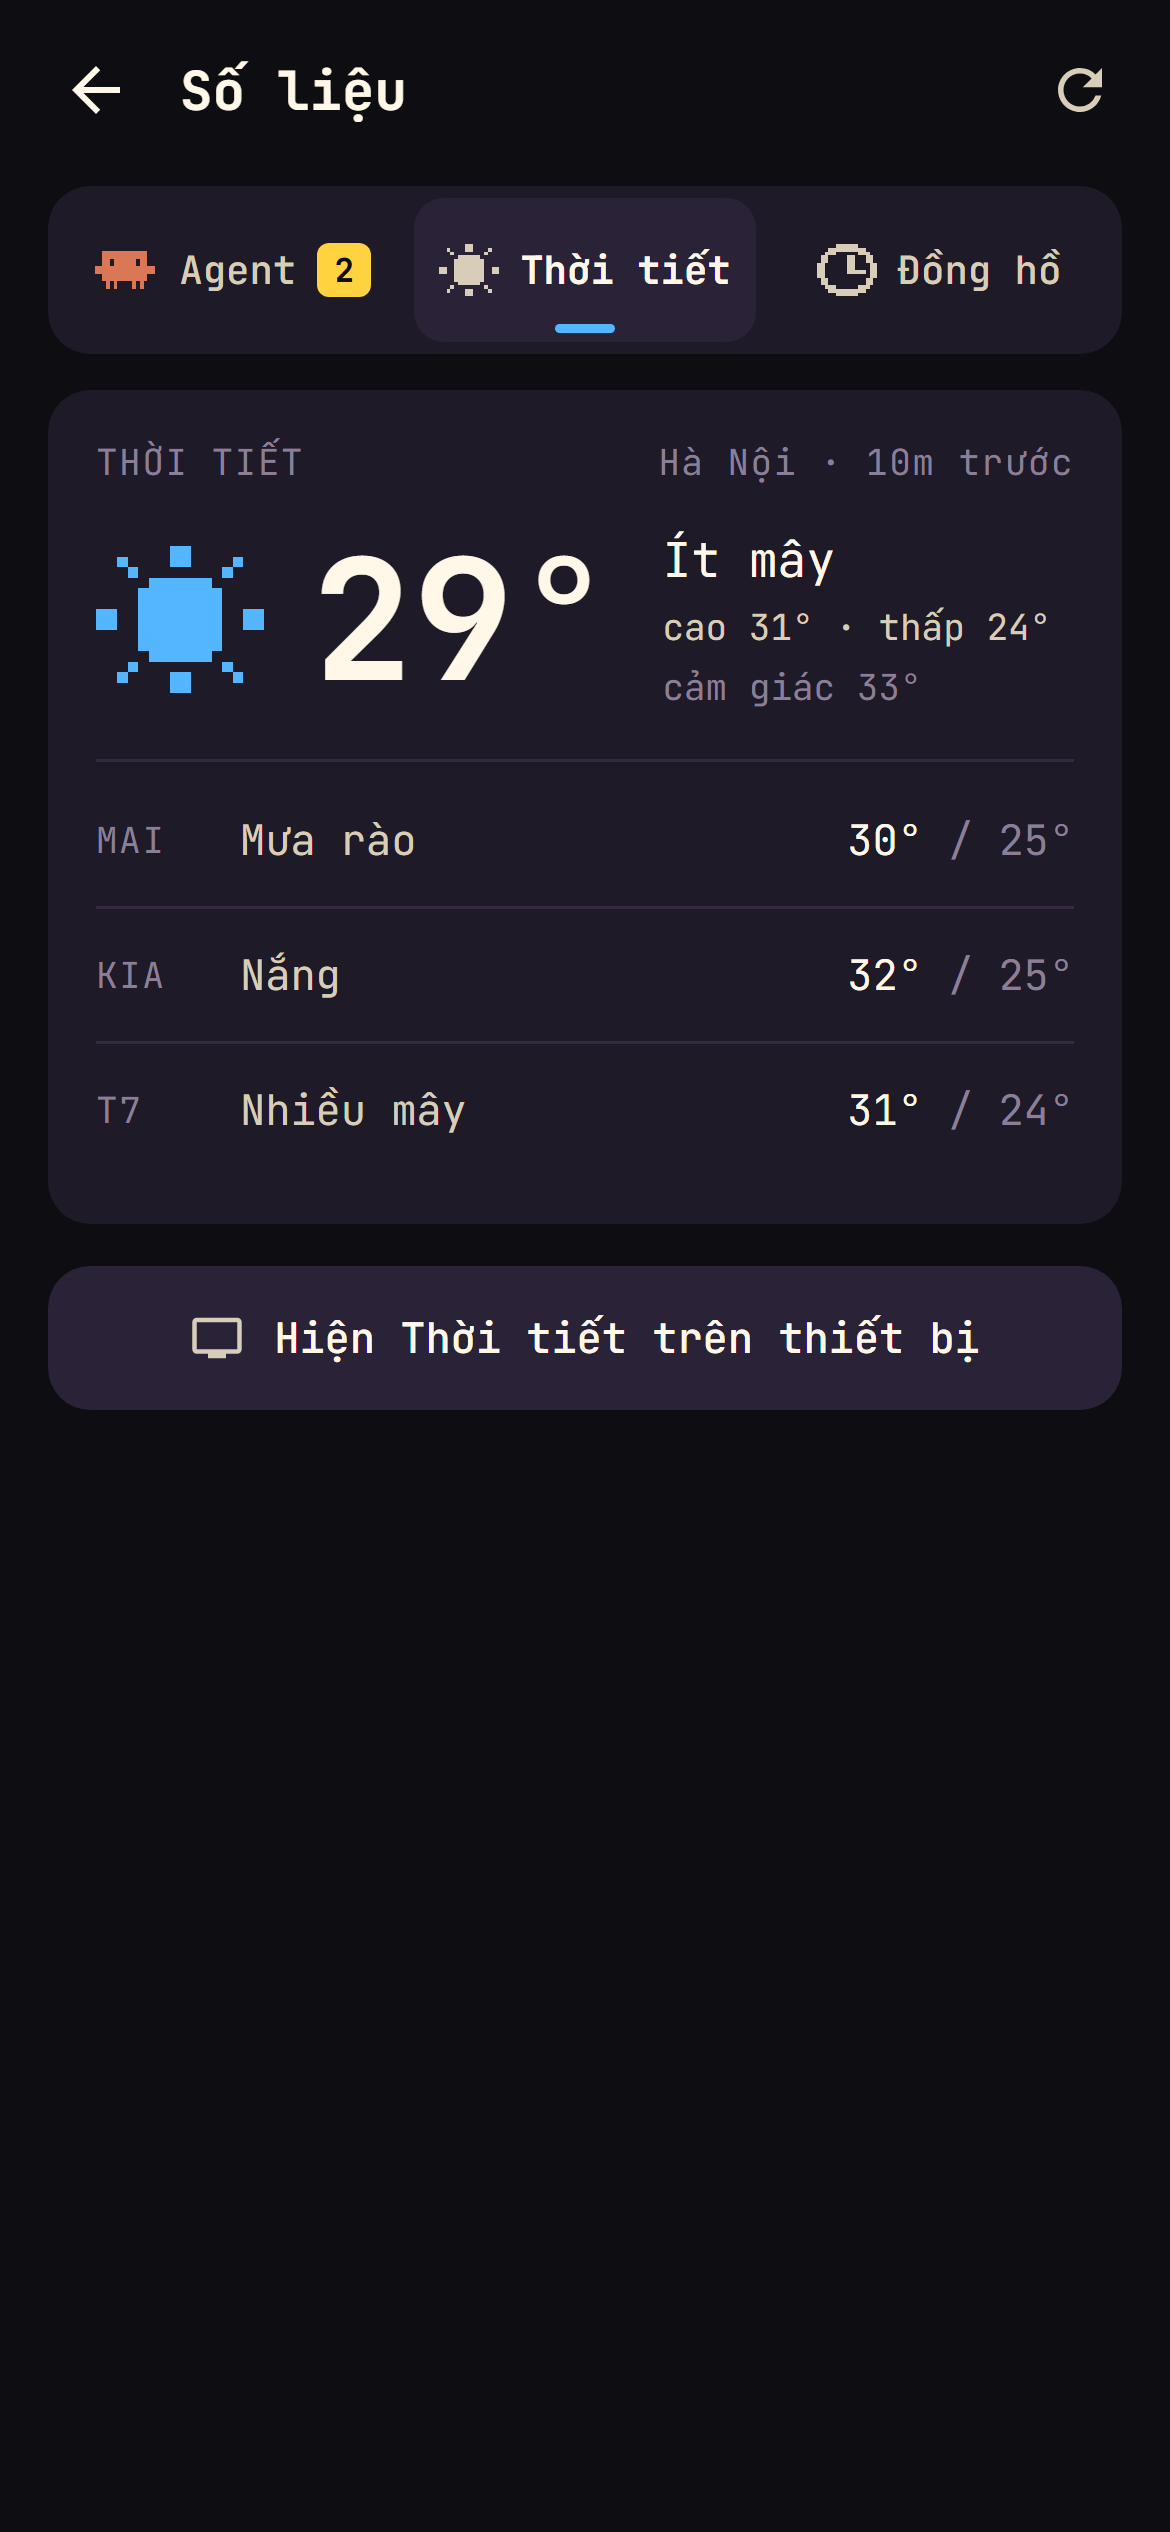 Số liệu
Agent 2
Thời tiết
Đồng hồ
THỜI TIẾT
Hà Nội · 10m trước
29°
Ít mây
cao 31° · thấp 24°
cảm giác 33°
MAI Mưa rào 30° / 25°
KIA Nắng 32° / 25°
T7 Nhiều mây 31° / 24°
Hiện Thời tiết trên thiết bị